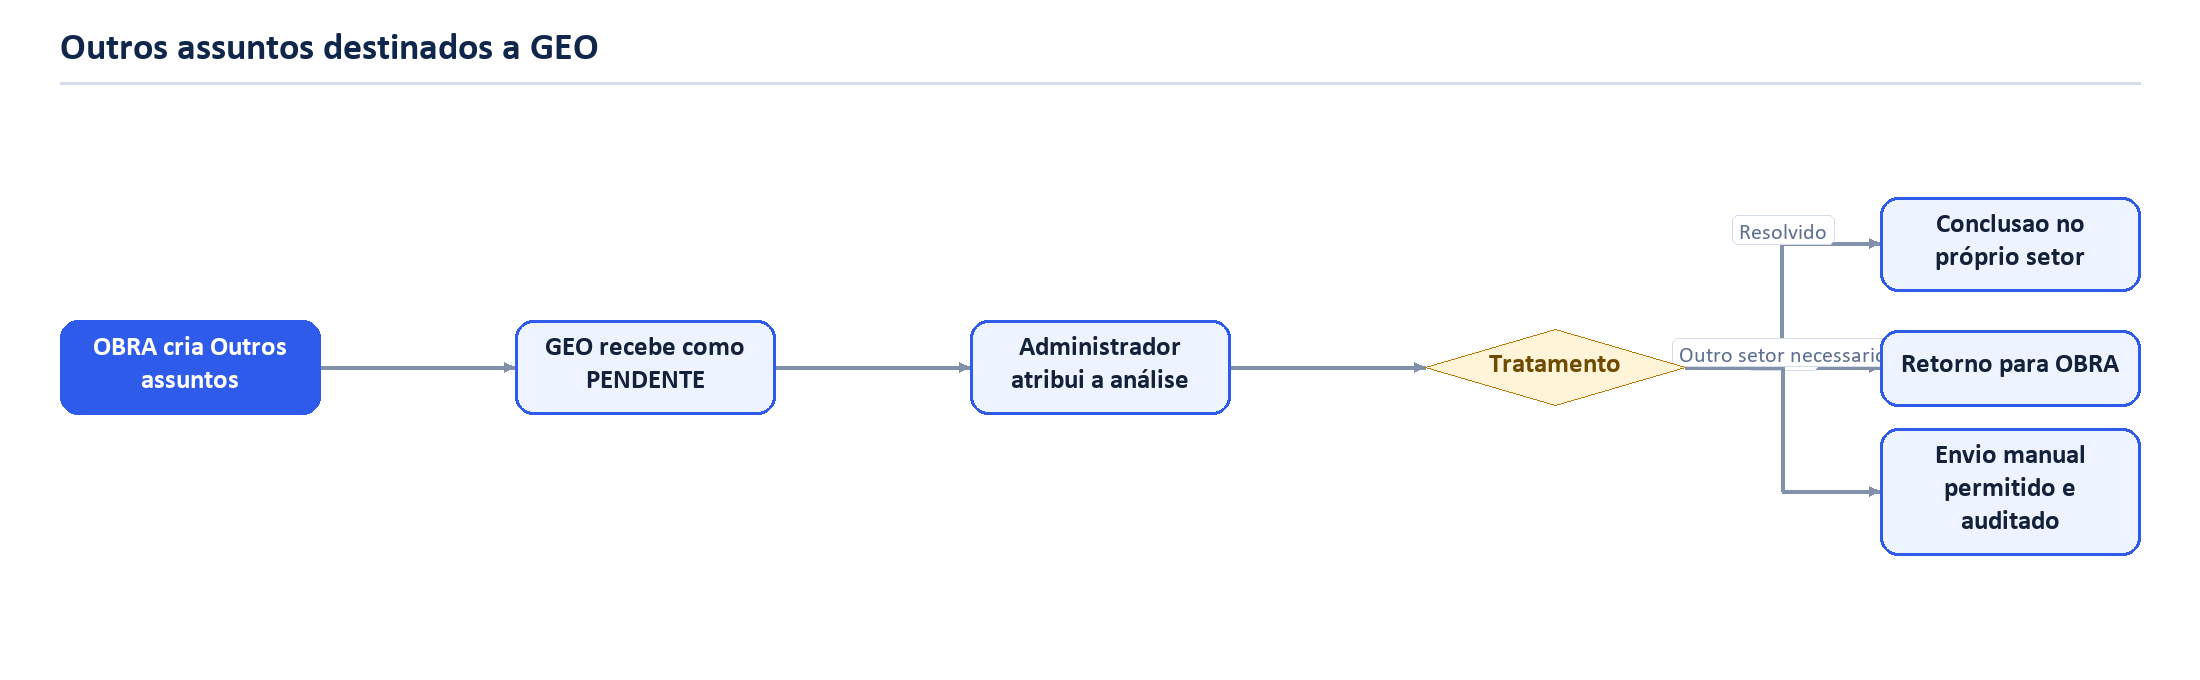 Outros assuntos destinados a GEO
OBRA cria Outros
assuntos
GEO recebe como
PENDENTE
Administrador
atribui a análise
Tratamento
Resolvido
Conclusao no
próprio setor
Outro setor necessario
Retorno para OBRA
Envio manual
permitido e
auditado